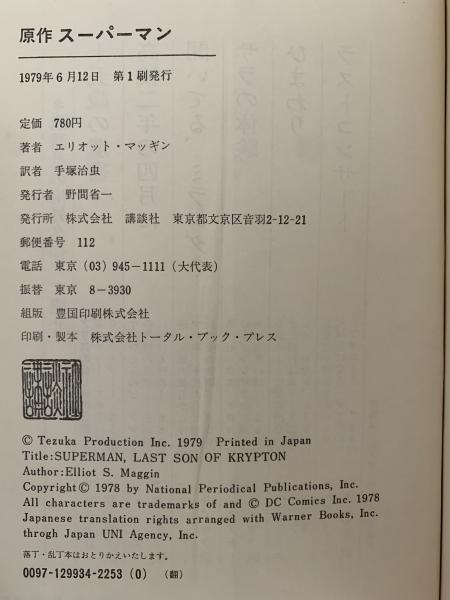 原作 スーパーマン
1979年6月12日 第1刷発行
定価 780円
著者 エリオット・マッギン
訳者 手塚治虫
発行者 野間省一
発行所 株式会社 講談社 東京都文京区音羽2-12-21
郵便番号 112
電話 東京 (03) 945-1111 (大代表)
振替 東京 8-3930
組版 豊国印刷株式会社
印刷・製本 株式会社トータル・ブック・プレス
© Tezuka Production Inc. 1979 Printed in Japan
Title:SUPERMAN, LAST SON OF KRYPTON
Author:Elliot S. Maggin
Copyright© 1978 by National Periodical Publications, Inc.
All characters are trademarks of and © DC Comics Inc. 1978
Japanese translation rights arranged with Warner Books, Inc.
throgh Japan UNI Agency, Inc.
落丁・乱丁本はおとりかえいたします。
0097-129934-2253 (0) (翻)